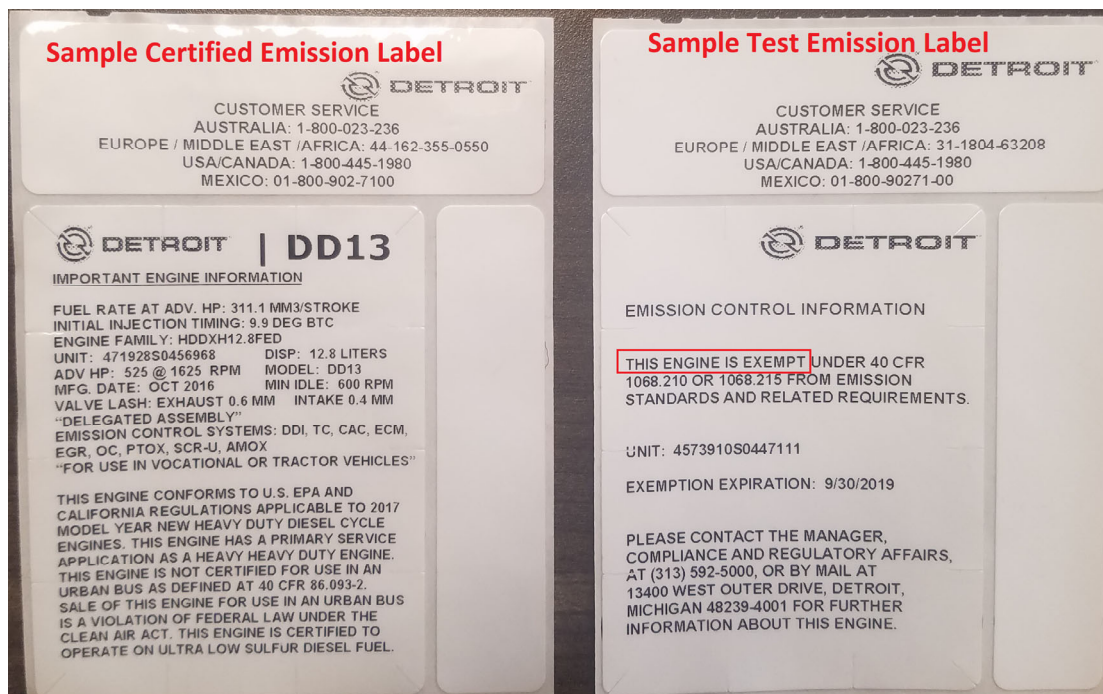 Sample Certified Emission Label
DETROIT
CUSTOMER SERVICE
AUSTRALIA: 1-800-023-236
EUROPE / MIDDLE EAST /AFRICA: 44-162-355-0550
USA/CANADA: 1-800-445-1980
MEXICO: 01-800-902-7100
DETROIT | DD13
IMPORTANT ENGINE INFORMATION
FUEL RATE AT ADV. HP: 311.1 MM3/STROKE
INITIAL INJECTION TIMING: 9.9 DEG BTC
ENGINE FAMILY: HDDXH12.8FED
UNIT: 471928S0456968 DISP: 12.8 LITERS
ADV HP: 525 @ 1625 RPM MODEL: DD13
MFG. DATE: OCT 2016 MIN IDLE: 600 RPM
VALVE LASH: EXHAUST 0.6 MM INTAKE 0.4 MM
"DELEGATED ASSEMBLY"
EMISSION CONTROL SYSTEMS: DDI, TC, CAC, ECM,
EGR, OC, PTOX, SCR-U, AMOX
"FOR USE IN VOCATIONAL OR TRACTOR VEHICLES"
THIS ENGINE CONFORMS TO U.S. EPA AND
CALIFORNIA REGULATIONS APPLICABLE TO 2017
MODEL YEAR NEW HEAVY DUTY DIESEL CYCLE
ENGINES. THIS ENGINE HAS A PRIMARY SERVICE
APPLICATION AS A HEAVY HEAVY DUTY ENGINE.
THIS ENGINE IS NOT CERTIFIED FOR USE IN AN
URBAN BUS AS DEFINED AT 40 CFR 86.093-2.
SALE OF THIS ENGINE FOR USE IN AN URBAN BUS
IS A VIOLATION OF FEDERAL LAW UNDER THE
CLEAN AIR ACT. THIS ENGINE IS CERTIFIED TO
OPERATE ON ULTRA LOW SULFUR DIESEL FUEL.
Sample Test Emission Label
DETROIT
CUSTOMER SERVICE
AUSTRALIA: 1-800-023-236
EUROPE / MIDDLE EAST /AFRICA: 31-1804-63208
USA/CANADA: 1-800-445-1980
MEXICO: 01-800-90271-00
DETROIT
EMISSION CONTROL INFORMATION
THIS ENGINE IS EXEMPT UNDER 40 CFR
1068.210 OR 1068.215 FROM EMISSION
STANDARDS AND RELATED REQUIREMENTS.
UNIT: 4573910S0447111
EXEMPTION EXPIRATION: 9/30/2019
PLEASE CONTACT THE MANAGER,
COMPLIANCE AND REGULATORY AFFAIRS,
AT (313) 592-5000, OR BY MAIL AT
13400 WEST OUTER DRIVE, DETROIT,
MICHIGAN 48239-4001 FOR FURTHER
INFORMATION ABOUT THIS ENGINE.